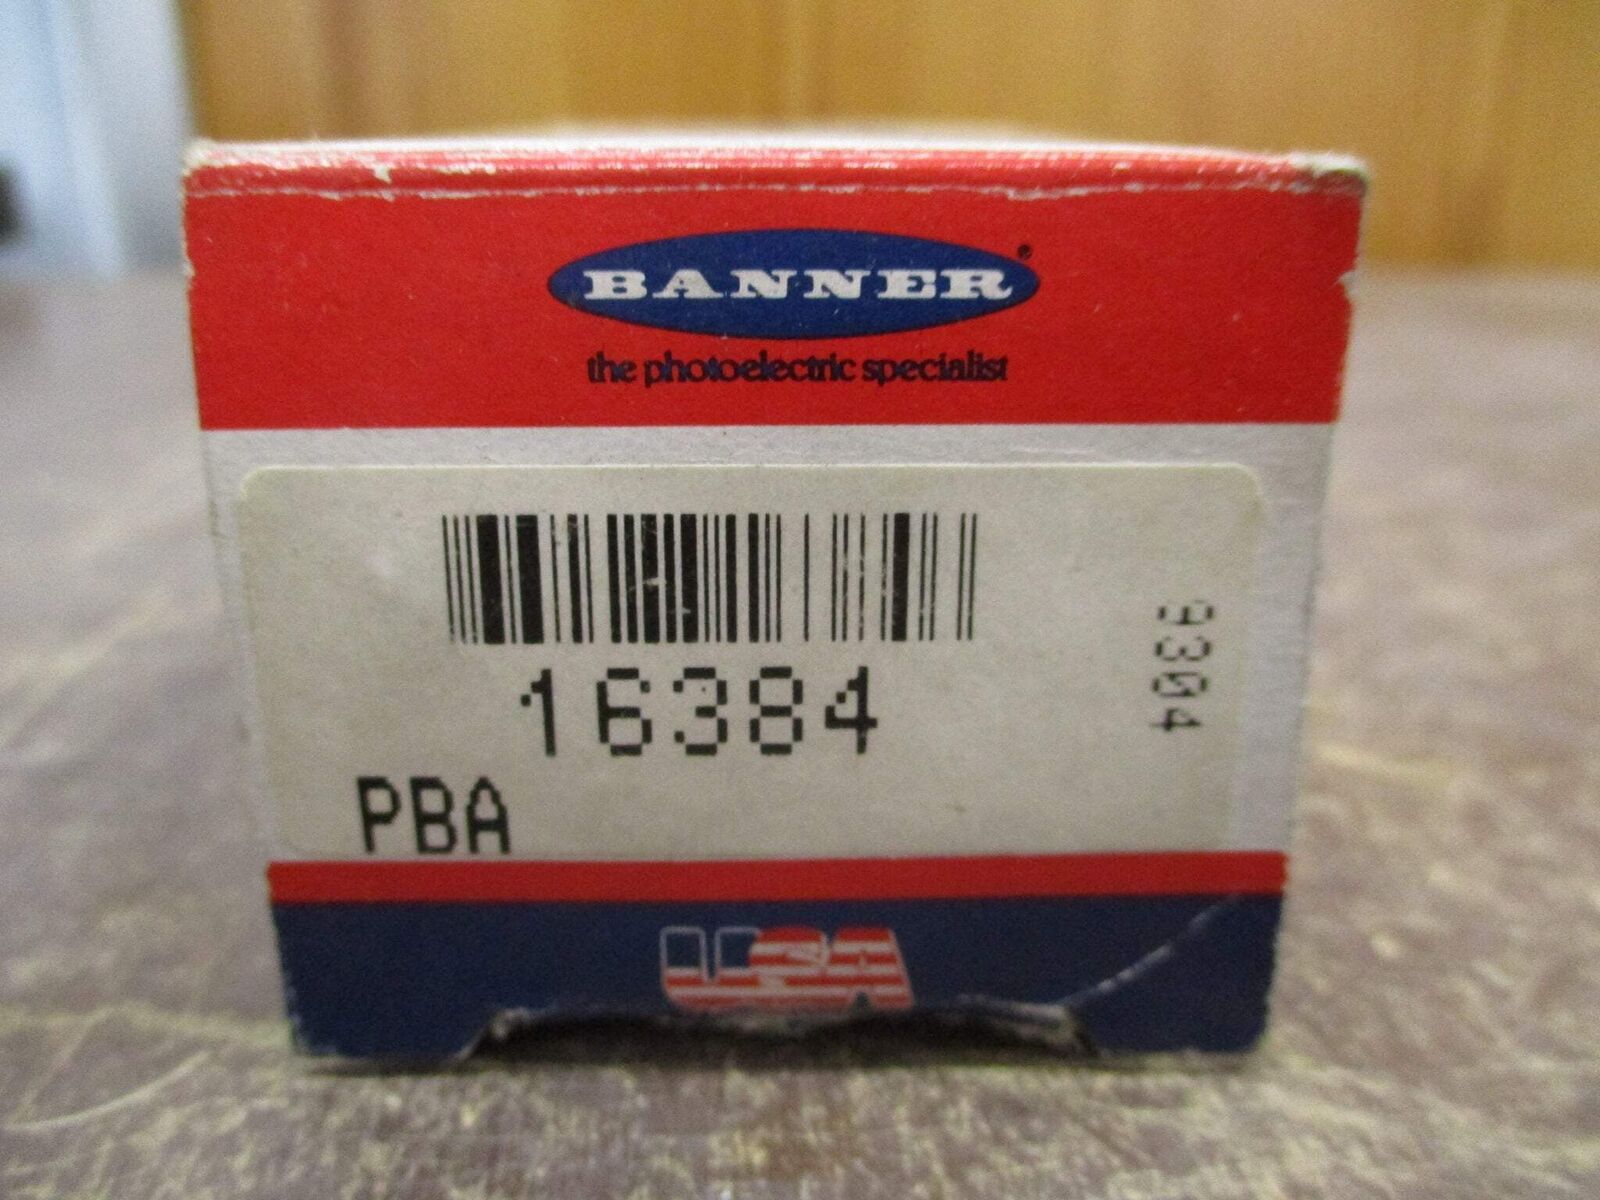 BANNER®
the photoelectric specialist
16384
9304
PBA
USA